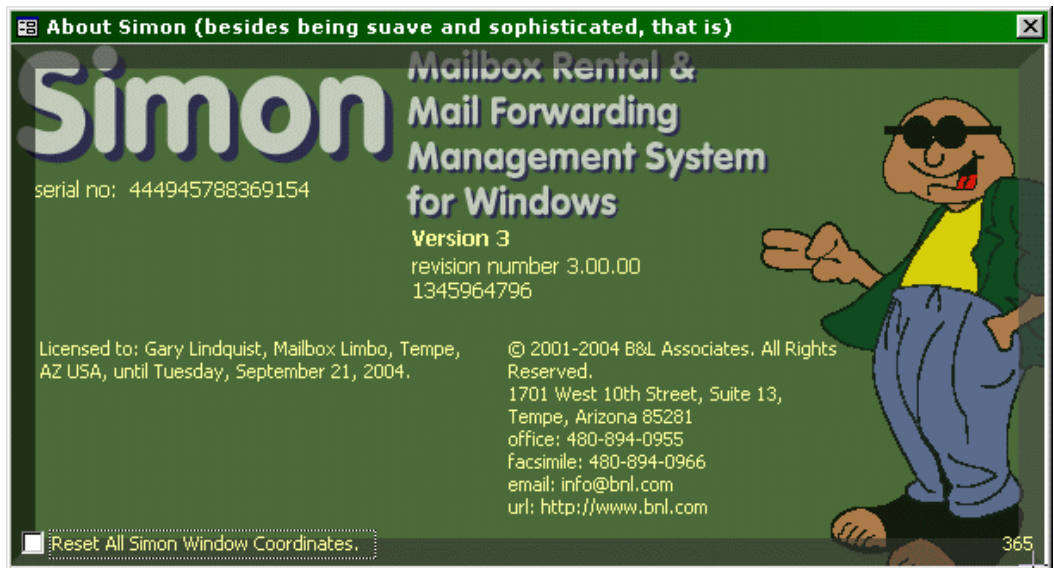 About Simon (besides being suave and sophisticated, that is)
Simon
Mailbox Rental &
Mail Forwarding
Management System
for Windows
serial no: 444945788369154
Version 3
revision number 3.00.00
1345964796
Licensed to: Gary Lindquist, Mailbox Limbo, Tempe,
AZ USA, until Tuesday, September 21, 2004.
© 2001-2004 B&L Associates. All Rights
Reserved.
1701 West 10th Street, Suite 13,
Tempe, Arizona 85281
office: 480-894-0955
facsimile: 480-894-0966
email: info@bnl.com
url: http://www.bnl.com
Reset All Simon Window Coordinates.
365